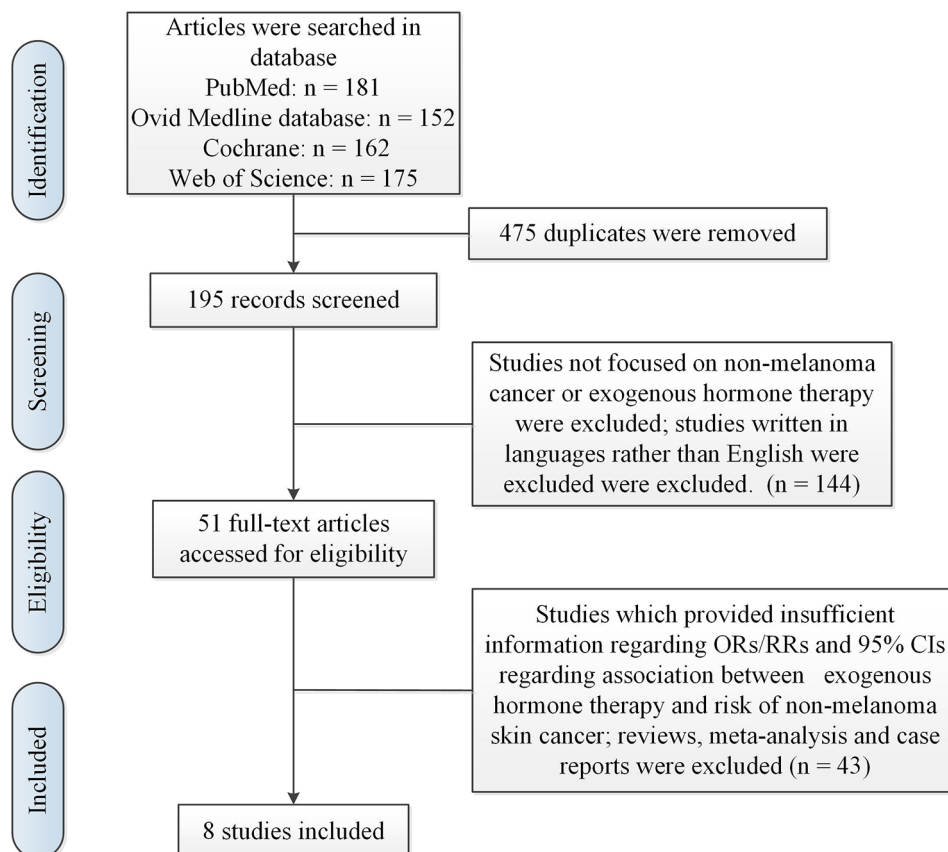 Identification
Articles were searched in
database
PubMed: n = 181
Ovid Medline database: n = 152
Cochrane: n = 162
Web of Science: n = 175
475 duplicates were removed
Screening
195 records screened
Studies not focused on non-melanoma
cancer or exogenous hormone therapy
were excluded; studies written in
languages rather than English were
excluded were excluded. (n = 144)
Eligibility
51 full-text articles
accessed for eligibility
Studies which provided insufficient
information regarding ORs/RRs and 95% CIs
regarding association between exogenous
hormone therapy and risk of non-melanoma
skin cancer; reviews, meta-analysis and case
reports were excluded (n = 43)
Included
8 studies included